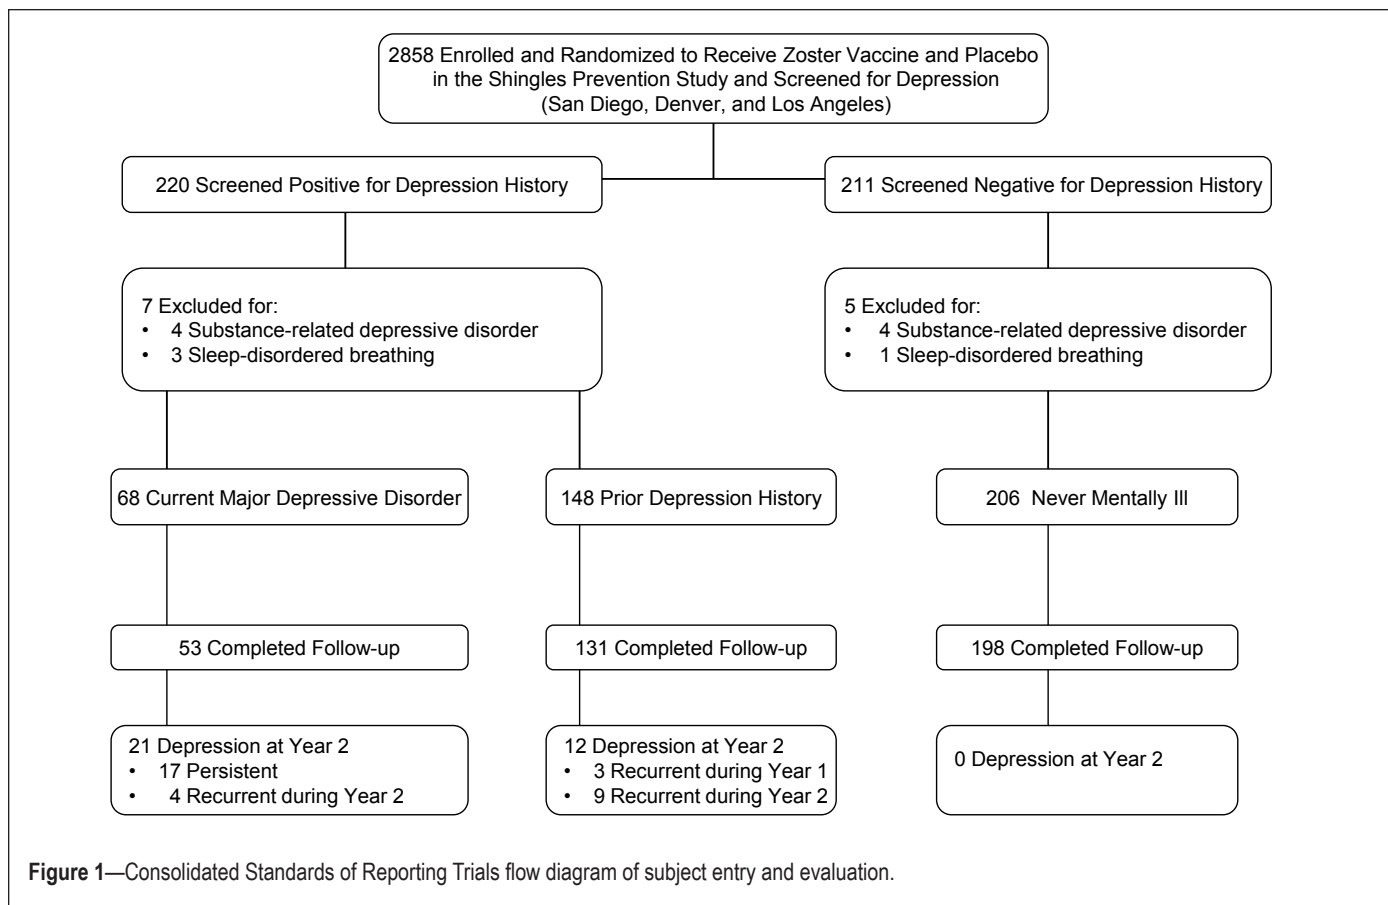 2858 Enrolled and Randomized to Receive Zoster Vaccine and Placebo
in the Shingles Prevention Study and Screened for Depression
(San Diego, Denver, and Los Angeles)
220 Screened Positive for Depression History
211 Screened Negative for Depression History
7 Excluded for:
• 4 Substance-related depressive disorder
• 3 Sleep-disordered breathing
5 Excluded for:
• 4 Substance-related depressive disorder
• 1 Sleep-disordered breathing
68 Current Major Depressive Disorder
148 Prior Depression History
206 Never Mentally Ill
53 Completed Follow-up
131 Completed Follow-up
198 Completed Follow-up
21 Depression at Year 2
• 17 Persistent
• 4 Recurrent during Year 2
12 Depression at Year 2
• 3 Recurrent during Year 1
• 9 Recurrent during Year 2
0 Depression at Year 2
Figure 1—Consolidated Standards of Reporting Trials flow diagram of subject entry and evaluation.